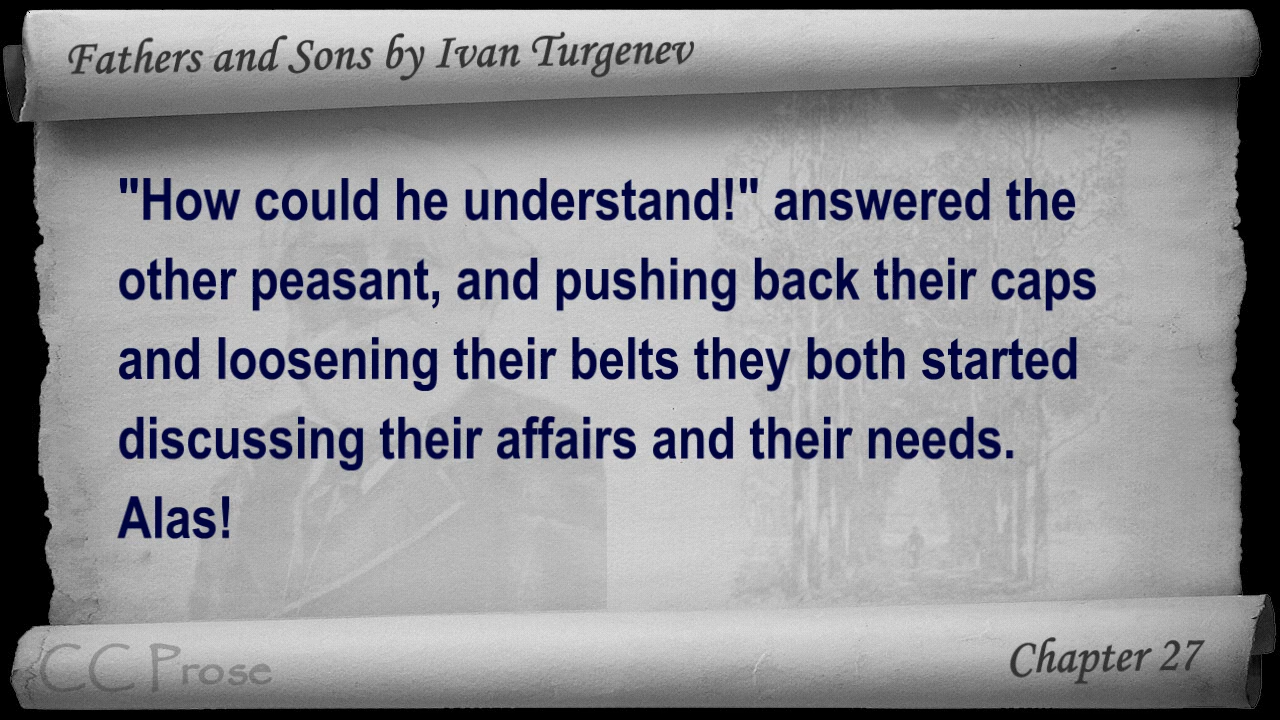 Fathers and Sons by Ivan Turgenev
"How could he understand!" answered the
other peasant, and pushing back their caps
and loosening their belts they both started
discussing their affairs and their needs.
Alas!
CC Prose
Chapter 27